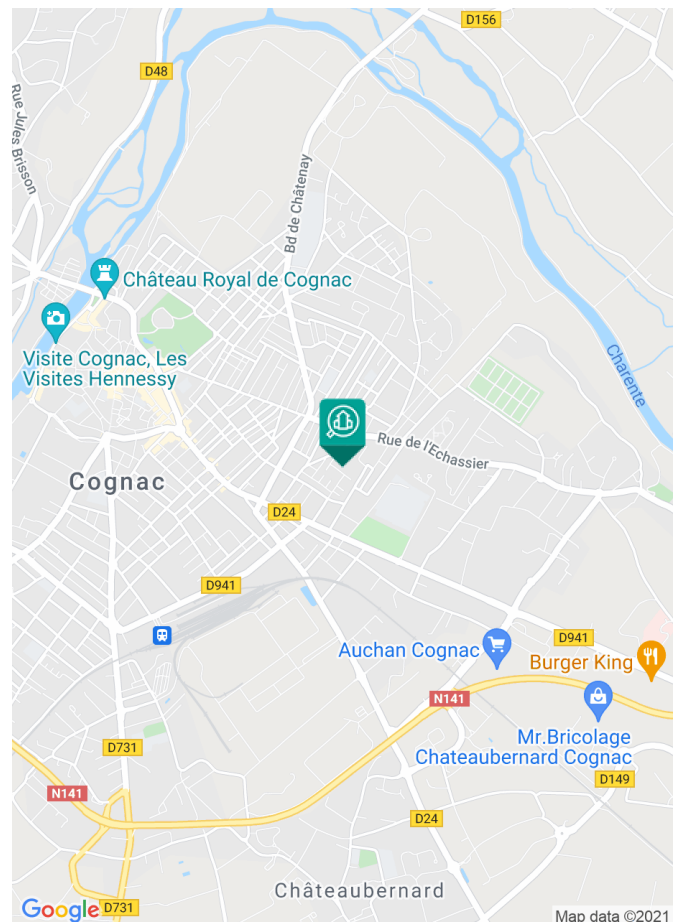 D156
D48
Rue Jules Brisson
Bd de Châtenay
Château Royal de Cognac
Visite Cognac, Les
Visites Hennessy
Charente
Rue de l'Echassier
Cognac
D24
D941
D941
Auchan Cognac
Burger King
N141
Mr.Bricolage
Chateaubernard Cognac
D731
D149
N141
D24
Châteaubernard
Google
D731
Map data ©2021